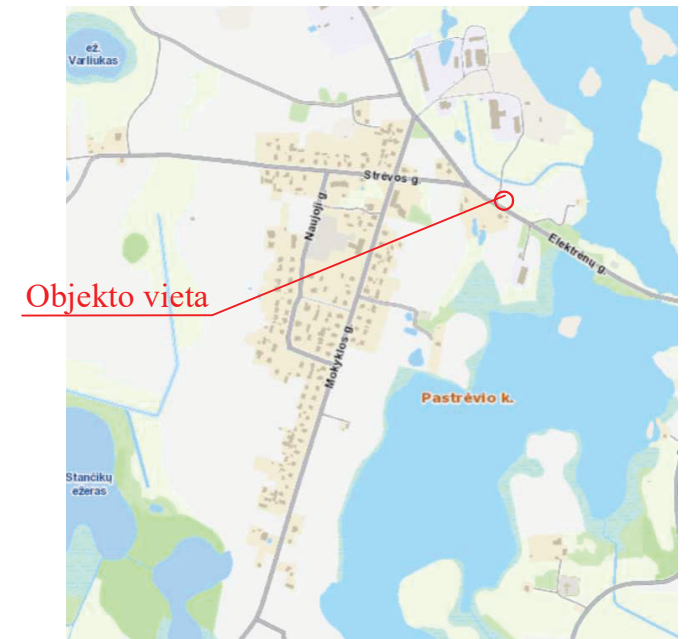 ež.
Varliukas
Strėvos g.
Naujoji g.
Elektrėnų g.
Objekto vieta
Mokyklos g.
Pastrėvio k.
Stančikų
ežeras